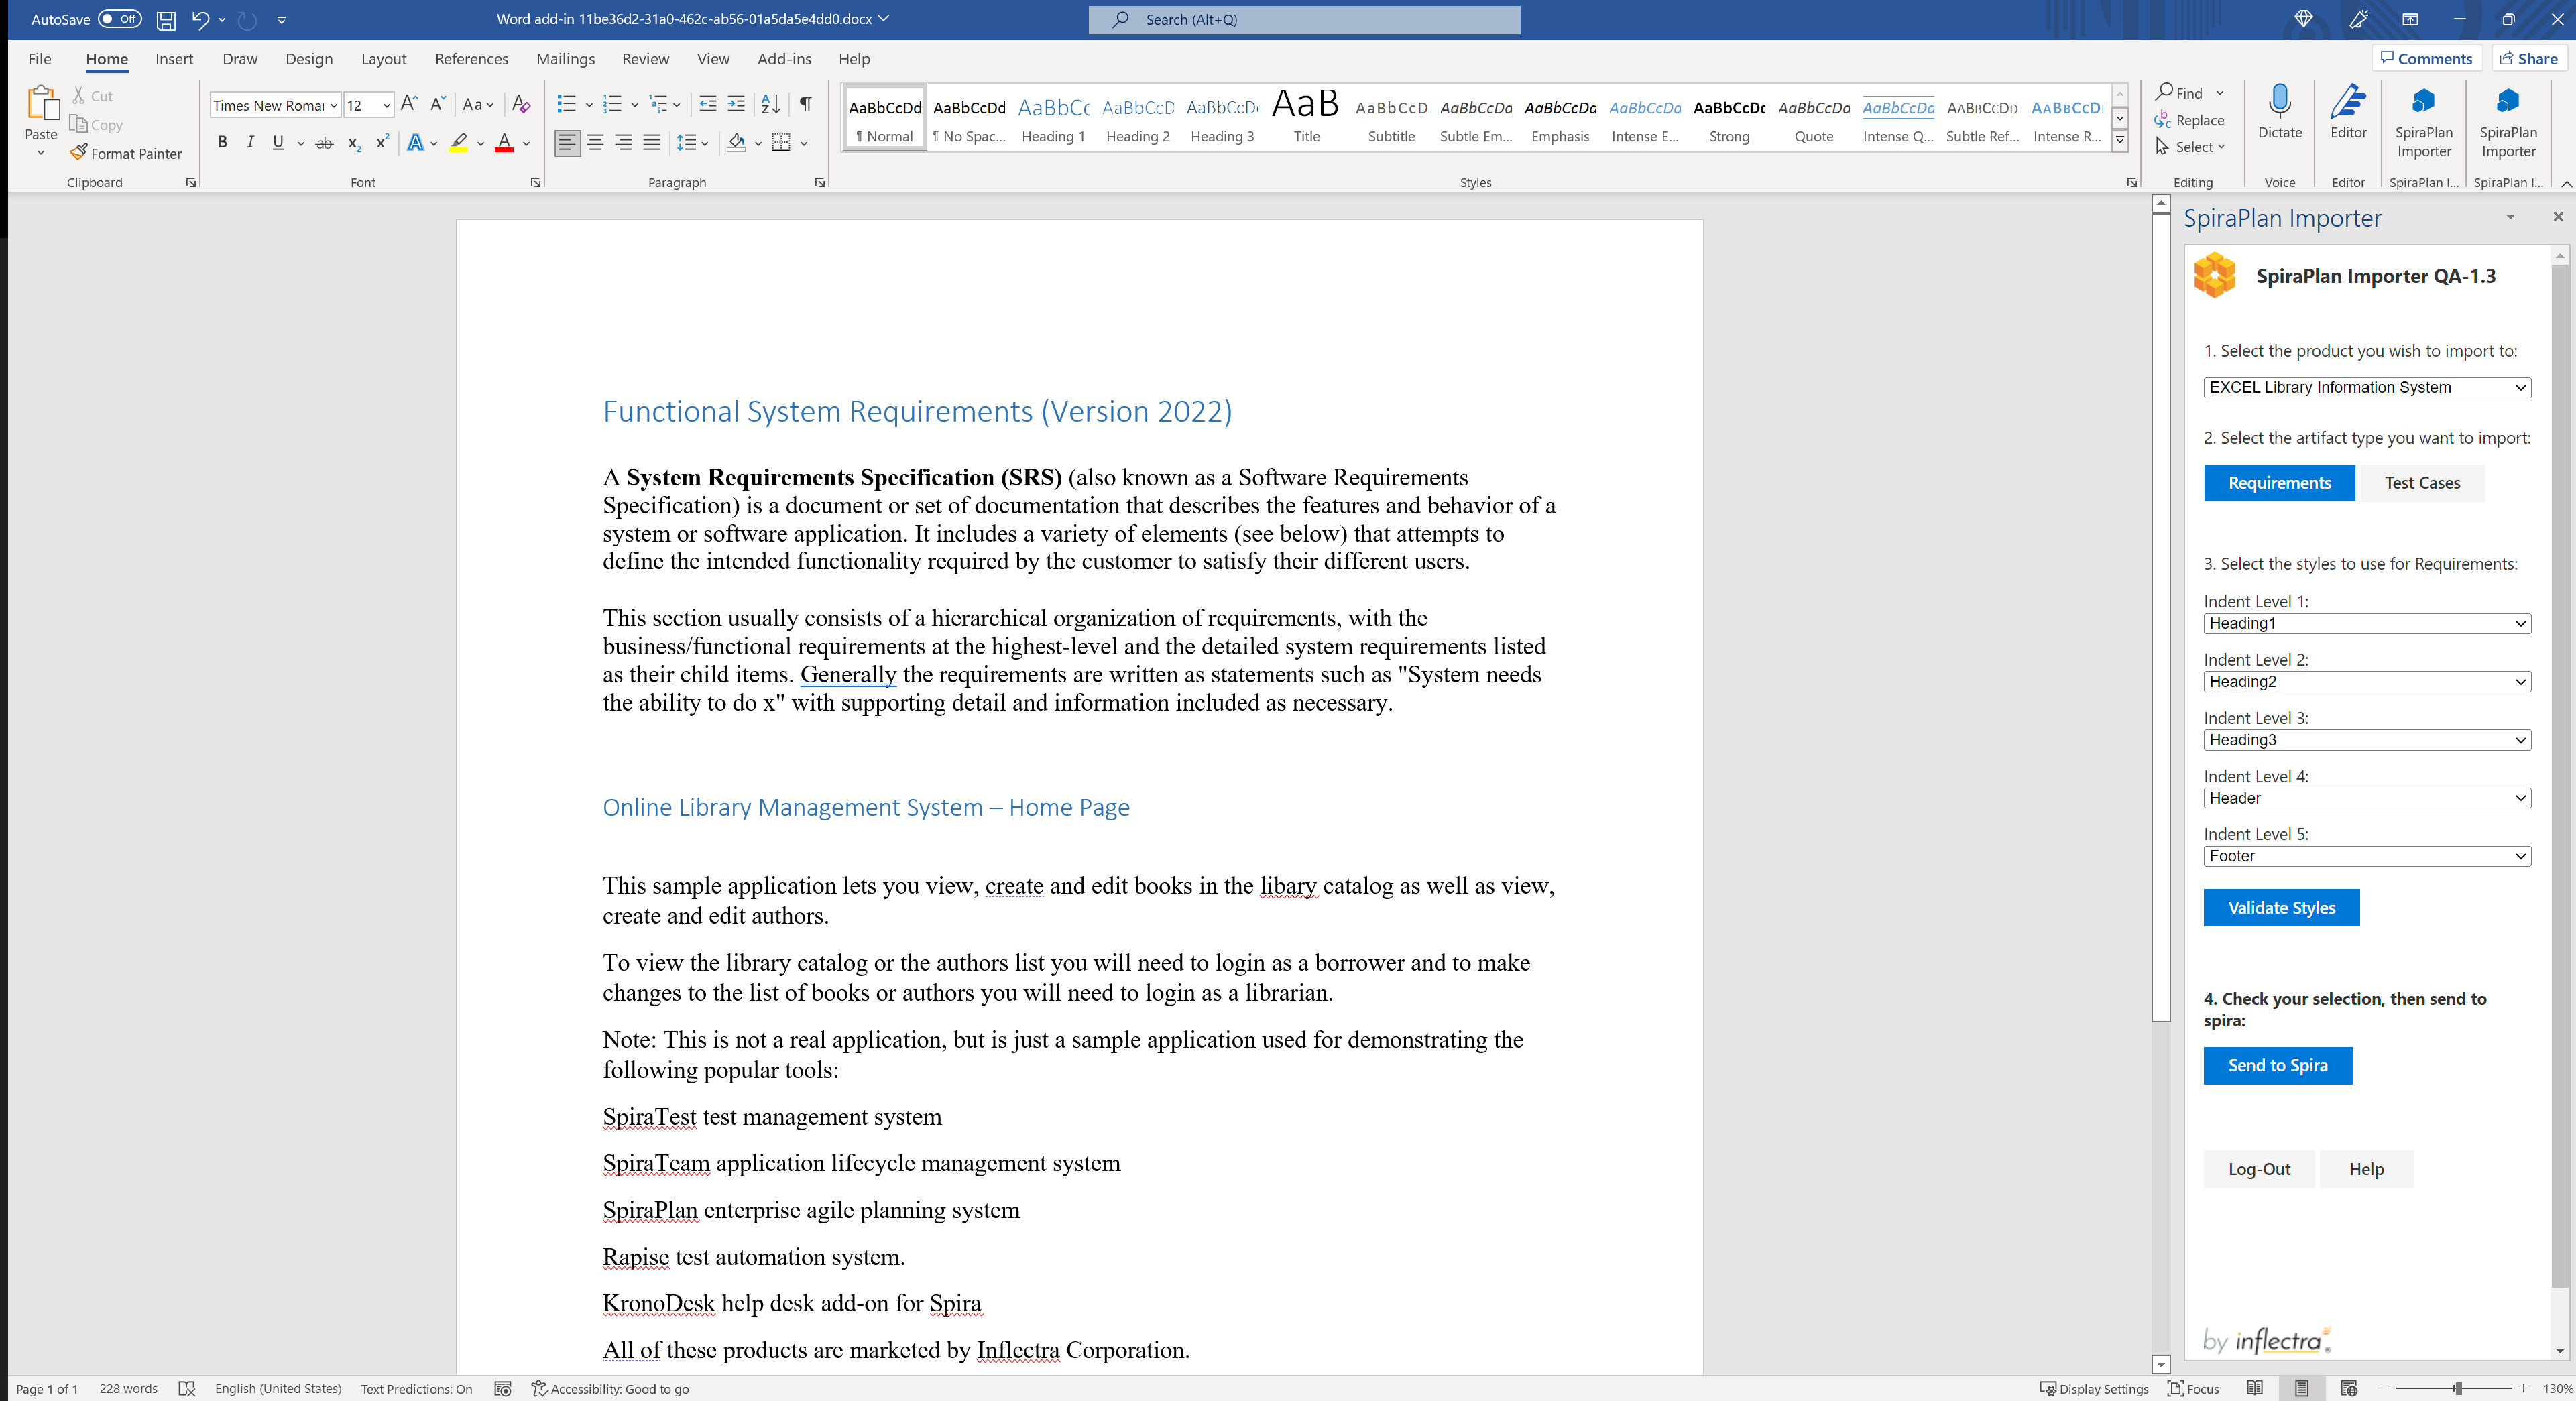 AutoSave Off
Word add-in 11be36d2-31a0-462c-ab56-01a5da5e4dd0.docx
Search (Alt+Q)
File Home Insert Draw Design Layout References Mailings Review View Add-ins Help
Comments Share
Paste
Cut
Copy
Format Painter
Clipboard
Times New Roma 12
Font
Paragraph
AaBbCcDd ¶ Normal
AaBbCcDd ¶ No Spac...
AaBbCc Heading 1
AaBbCcD Heading 2
AaBbCcD Heading 3
AaB Title
AaBbCcD Subtitle
AaBbCcDa Subtle Em...
AaBbCcDa Emphasis
AaBbCcDa Intense E...
AaBbCcDc Strong
AaBbCcDa Quote
AaBbCcDa Intense Q...
AaBbCcDd Subtle Ref...
AaBbCcD Intense R...
Styles
Find
Replace
Select
Editing
Dictate
Voice
Editor
Editor
SpiraPlan Importer
SpiraPlan I...
SpiraPlan Importer
SpiraPlan I...
Functional System Requirements (Version 2022)
A System Requirements Specification (SRS) (also known as a Software Requirements
Specification) is a document or set of documentation that describes the features and behavior of a
system or software application. It includes a variety of elements (see below) that attempts to
define the intended functionality required by the customer to satisfy their different users.
This section usually consists of a hierarchical organization of requirements, with the
business/functional requirements at the highest-level and the detailed system requirements listed
as their child items. Generally the requirements are written as statements such as "System needs
the ability to do x" with supporting detail and information included as necessary.
Online Library Management System – Home Page
This sample application lets you view, create and edit books in the libary catalog as well as view,
create and edit authors.
To view the library catalog or the authors list you will need to login as a borrower and to make
changes to the list of books or authors you will need to login as a librarian.
Note: This is not a real application, but is just a sample application used for demonstrating the
following popular tools:
SpiraTest test management system
SpiraTeam application lifecycle management system
SpiraPlan enterprise agile planning system
Rapise test automation system.
KronoDesk help desk add-on for Spira
All of these products are marketed by Inflectra Corporation.
SpiraPlan Importer
SpiraPlan Importer QA-1.3
1. Select the product you wish to import to:
EXCEL Library Information System
2. Select the artifact type you want to import:
Requirements Test Cases
3. Select the styles to use for Requirements:
Indent Level 1:
Heading1
Indent Level 2:
Heading2
Indent Level 3:
Heading3
Indent Level 4:
Header
Indent Level 5:
Footer
Validate Styles
4. Check your selection, then send to
spira:
Send to Spira
Log-Out Help
by inflectra®
Page 1 of 1 228 words English (United States) Text Predictions: On Accessibility: Good to go
Display Settings Focus 130%